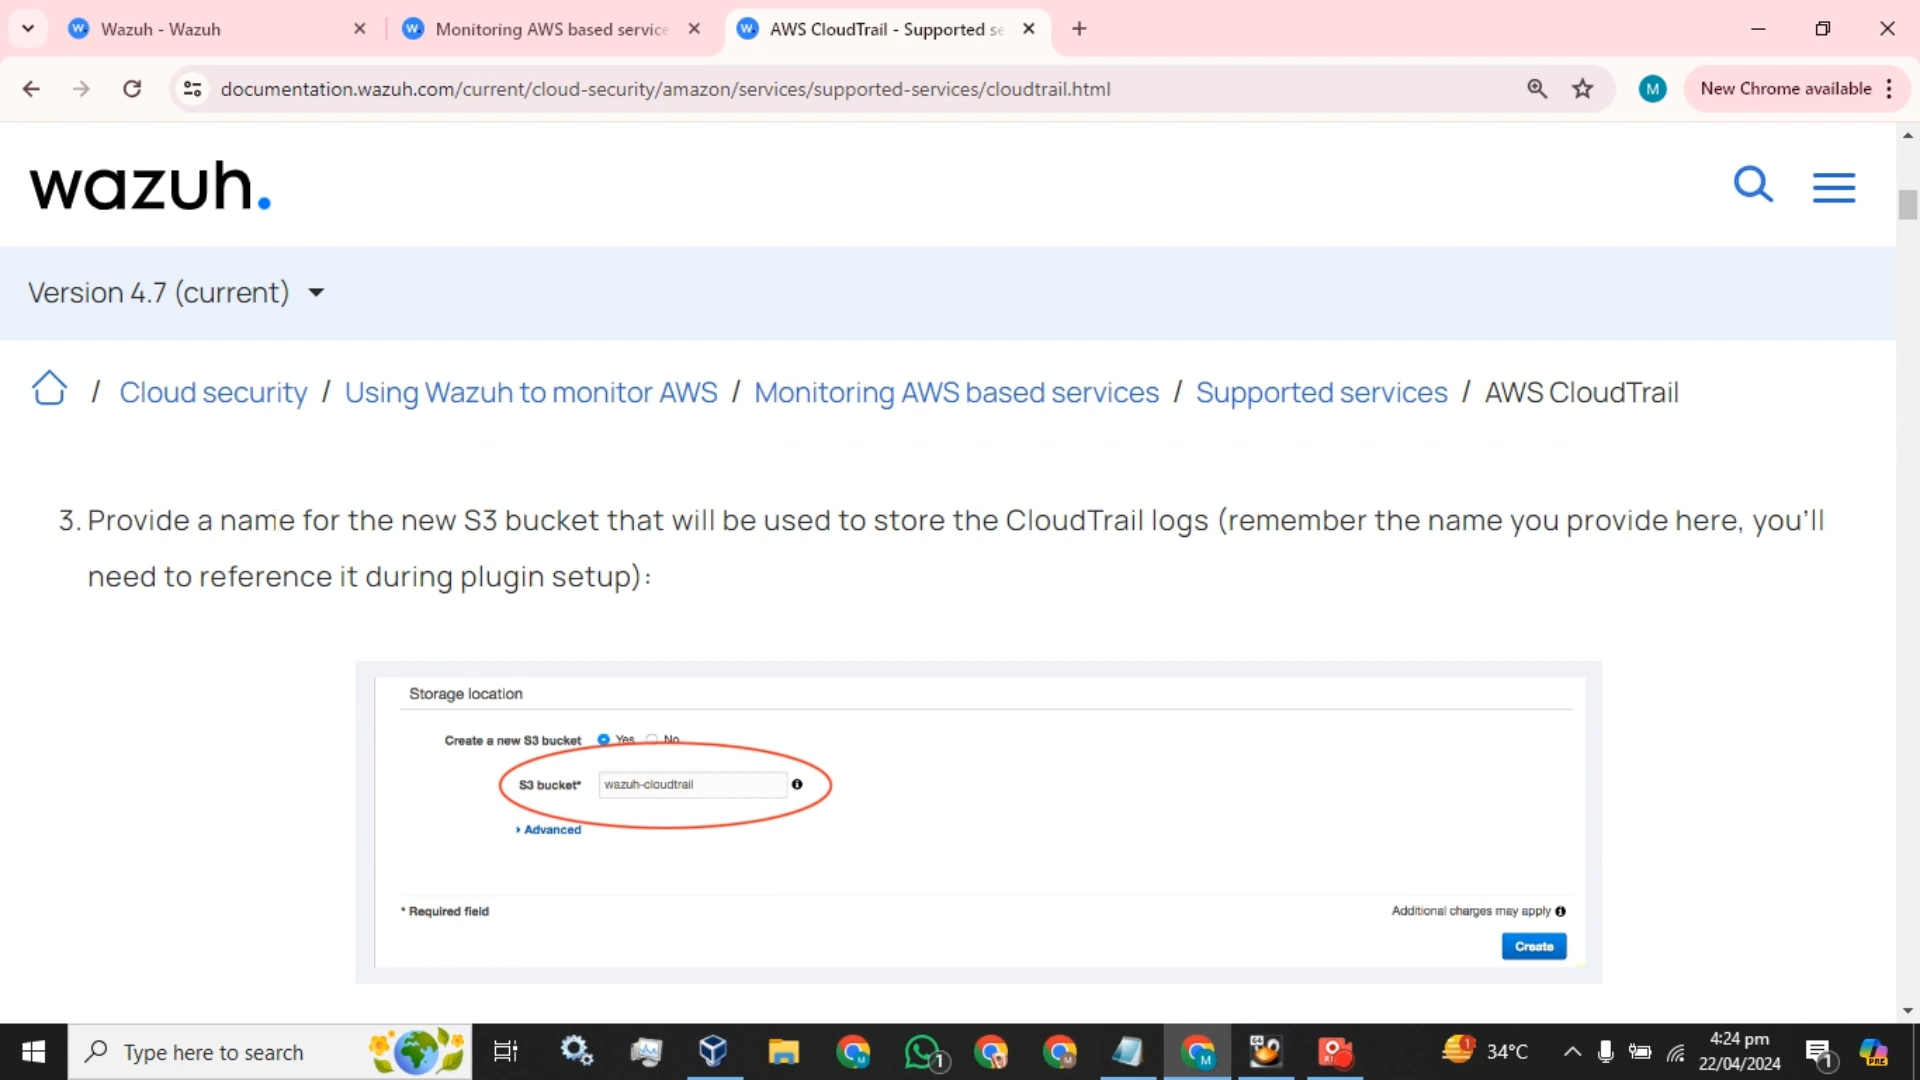 Wazuh - Wazuh
Monitoring AWS based service
AWS CloudTrail - Supported se
documentation.wazuh.com/current/cloud-security/amazon/services/supported-services/cloudtrail.html
M
New Chrome available
wazuh.
Version 4.7 (current)
/ Cloud security / Using Wazuh to monitor AWS / Monitoring AWS based services / Supported services / AWS CloudTrail
3. Provide a name for the new S3 bucket that will be used to store the CloudTrail logs (remember the name you provide here, you'll
need to reference it during plugin setup):
Storage location
Create a new S3 bucket Yes No
S3 bucket* wazuh-cloudtrail
Advanced
* Required field
Additional charges may apply
Create
Type here to search
1
1
34°C
4:24 pm
22/04/2024
1
PRE